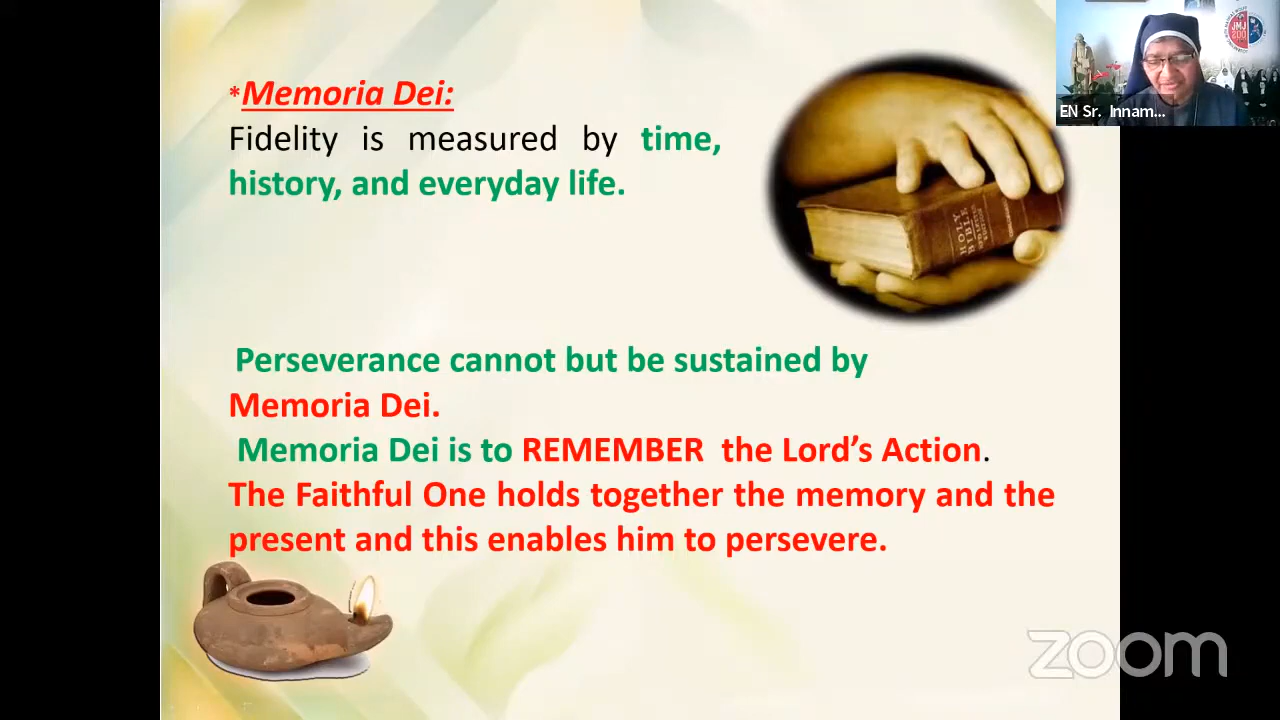 *Memoria Dei:
Fidelity is measured by time,
history, and everyday life.
HOLY
BIBLE
Perseverance cannot but be sustained by
Memoria Dei.
Memoria Dei is to REMEMBER the Lord’s Action.
The Faithful One holds together the memory and the
present and this enables him to persevere.
EN Sr. Innam...
JMJ
zoom